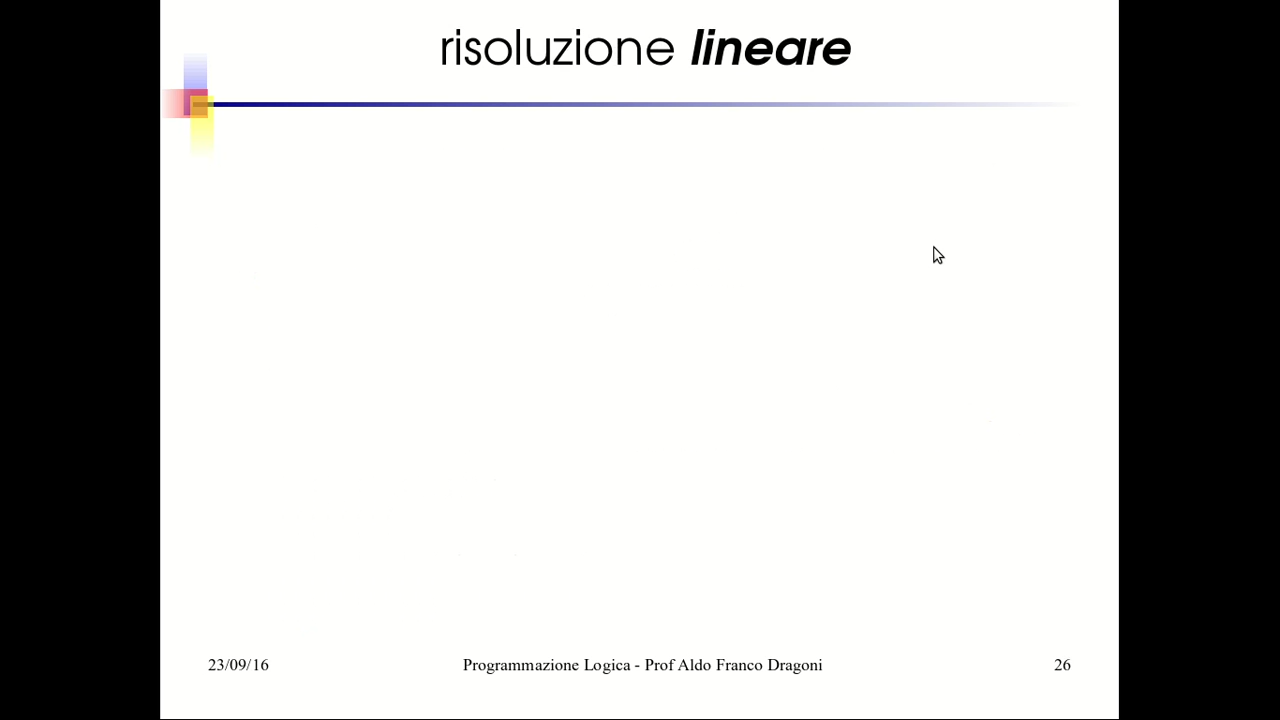 risoluzione lineare
23/09/16
Programmazione Logica - Prof Aldo Franco Dragoni
26